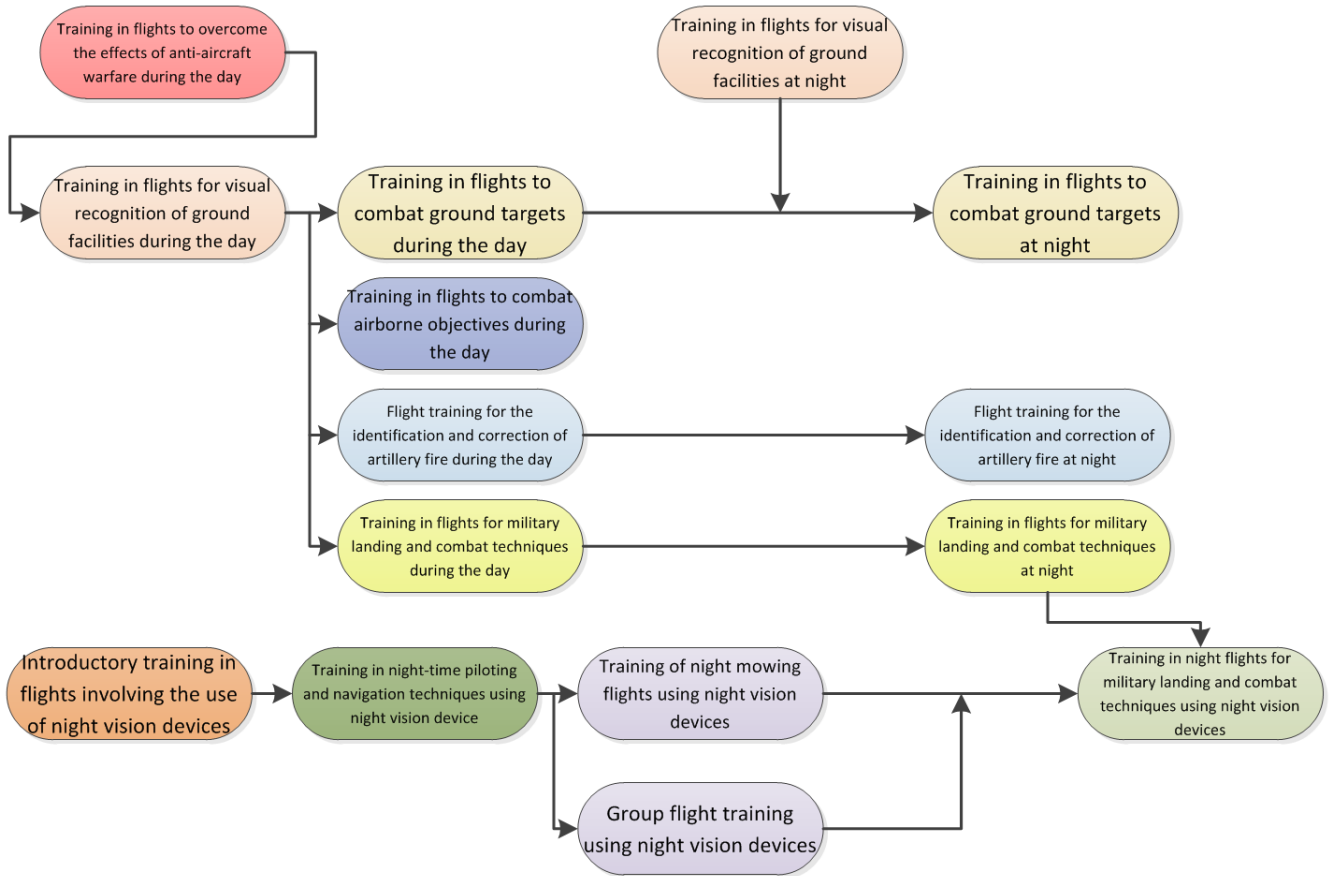 Training in flights to overcome
the effects of anti-aircraft
warfare during the day
Training in flights for visual
recognition of ground
facilities at night
Training in flights for visual
recognition of ground
facilities during the day
Training in flights to
combat ground targets
during the day
Training in flights to
combat ground targets
at night
Training in flights to combat
airborne objectives during
the day
Flight training for the
identification and correction of
artillery fire during the day
Flight training for the
identification and correction of
artillery fire at night
Training in flights for military
landing and combat techniques
during the day
Training in flights for military
landing and combat techniques
at night
Introductory training in
flights involving the use
of night vision devices
Training in night-time piloting
and navigation techniques using
night vision device
Training of night mowing
flights using night vision
devices
Training in night flights for
military landing and combat
techniques using night vision
devices
Group flight training
using night vision devices